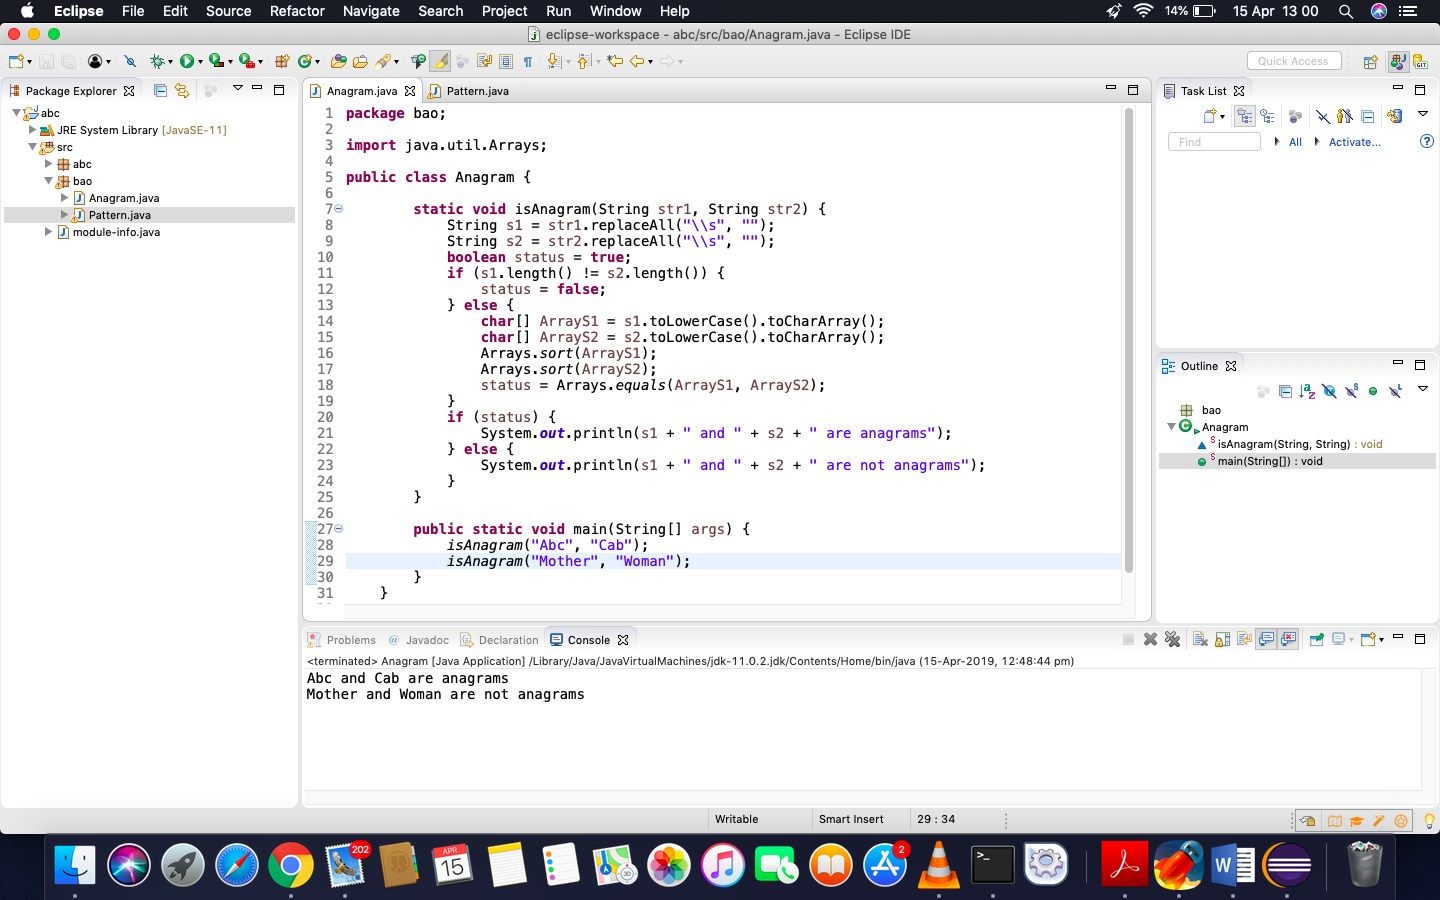 Eclipse File Edit Source Refactor Navigate Search Project Run Window Help 14% 15 Apr 13 00
eclipse-workspace - abc/src/bao/Anagram.java - Eclipse IDE
Quick Access
Package Explorer
abc
JRE System Library [JavaSE-11]
src
abc
bao
Anagram.java
Pattern.java
module-info.java
Anagram.java Pattern.java
1 package bao;
2
3 import java.util.Arrays;
4
5 public class Anagram {
6
7 static void isAnagram(String str1, String str2) {
8 String s1 = str1.replaceAll("\\s", "");
9 String s2 = str2.replaceAll("\\s", "");
10 boolean status = true;
11 if (s1.length() != s2.length()) {
12 status = false;
13 } else {
14 char[] ArrayS1 = s1.toLowerCase().toCharArray();
15 char[] ArrayS2 = s2.toLowerCase().toCharArray();
16 Arrays.sort(ArrayS1);
17 Arrays.sort(ArrayS2);
18 status = Arrays.equals(ArrayS1, ArrayS2);
19 }
20 if (status) {
21 System.out.println(s1 + " and " + s2 + " are anagrams");
22 } else {
23 System.out.println(s1 + " and " + s2 + " are not anagrams");
24 }
25 }
26
27 public static void main(String[] args) {
28 isAnagram("Abc", "Cab");
29 isAnagram("Mother", "Woman");
30 }
31 }
Task List
Find All Activate...
Outline
bao
Anagram
isAnagram(String, String) : void
main(String[]) : void
Problems Javadoc Declaration Console
<terminated> Anagram [Java Application] /Library/Java/JavaVirtualMachines/jdk-11.0.2.jdk/Contents/Home/bin/java (15-Apr-2019, 12:48:44 pm)
Abc and Cab are anagrams
Mother and Woman are not anagrams
Writable Smart Insert 29 : 34
202
APR
15
2